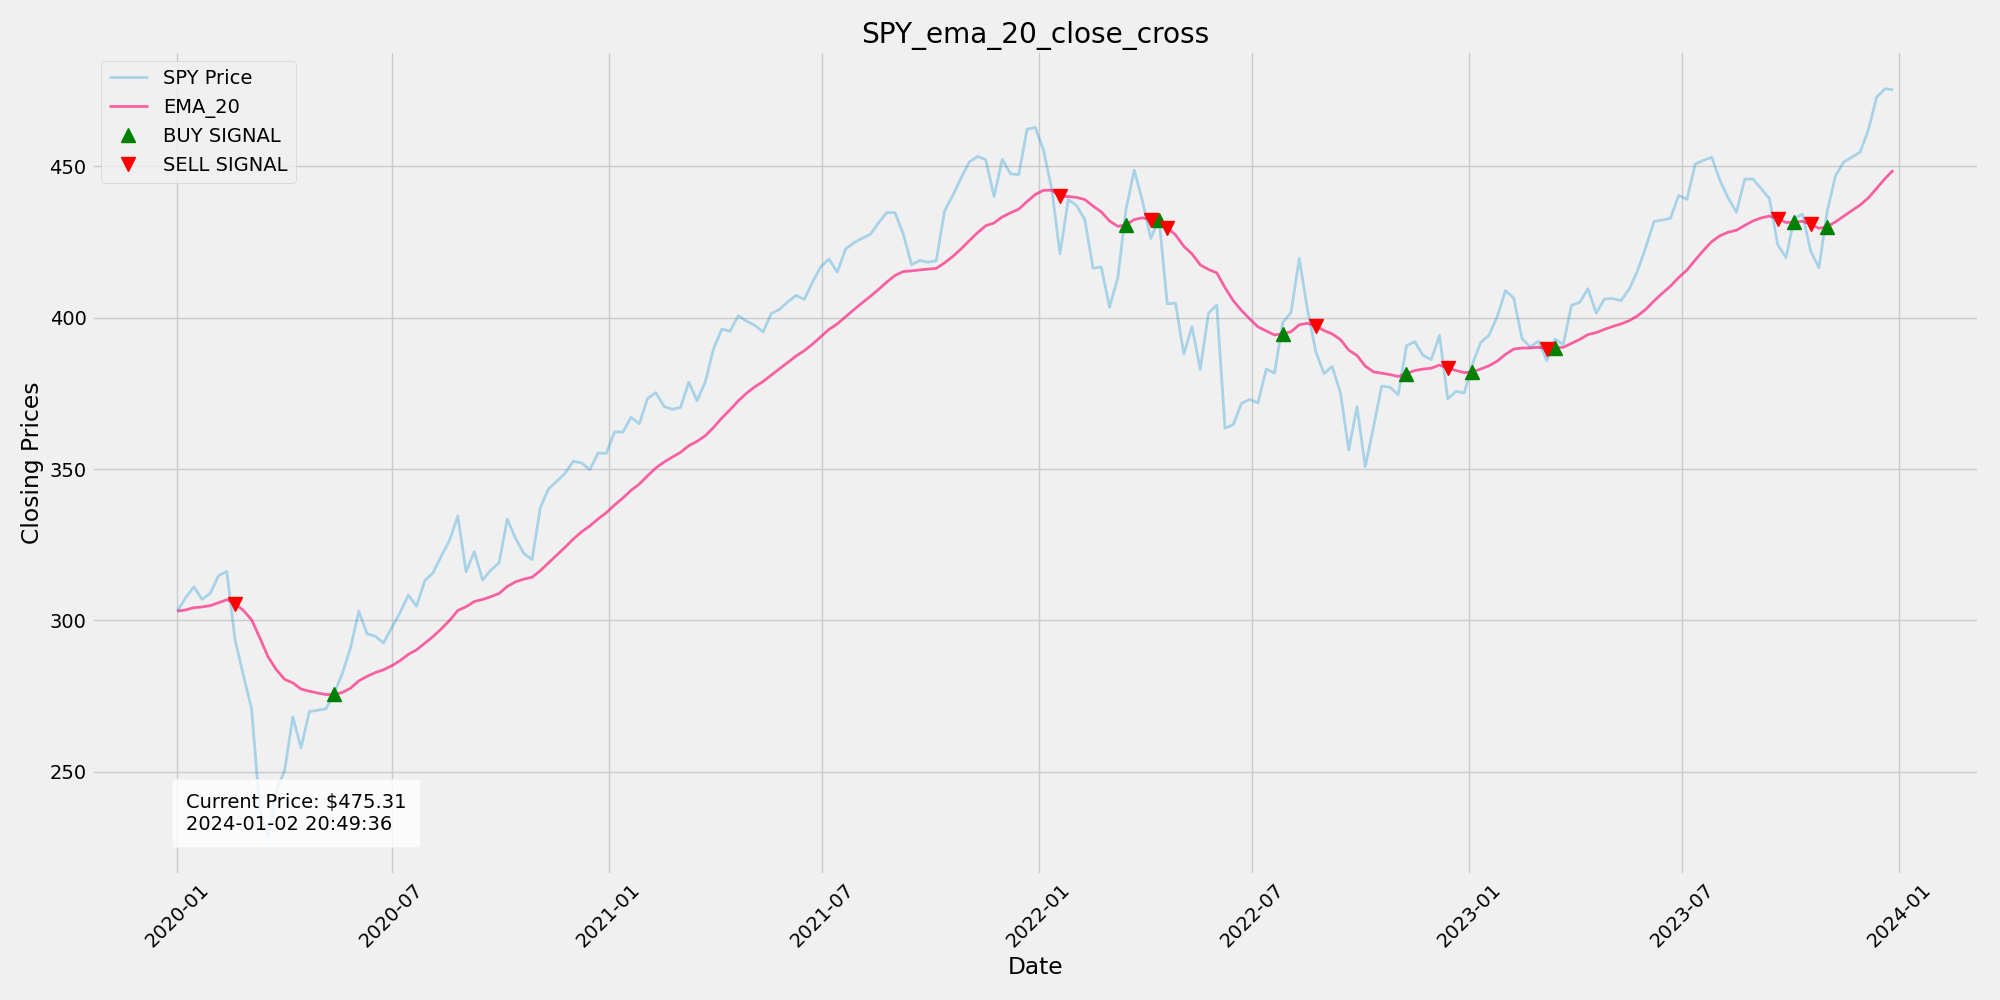 SPY_ema_20_close_cross
SPY Price
EMA_20
BUY SIGNAL
SELL SIGNAL
Closing Prices
450
400
350
300
250
Current Price: $475.31
2024-01-02 20:49:36
2020-01
2020-07
2021-01
2021-07
2022-01
2022-07
2023-01
2023-07
2024-01
Date